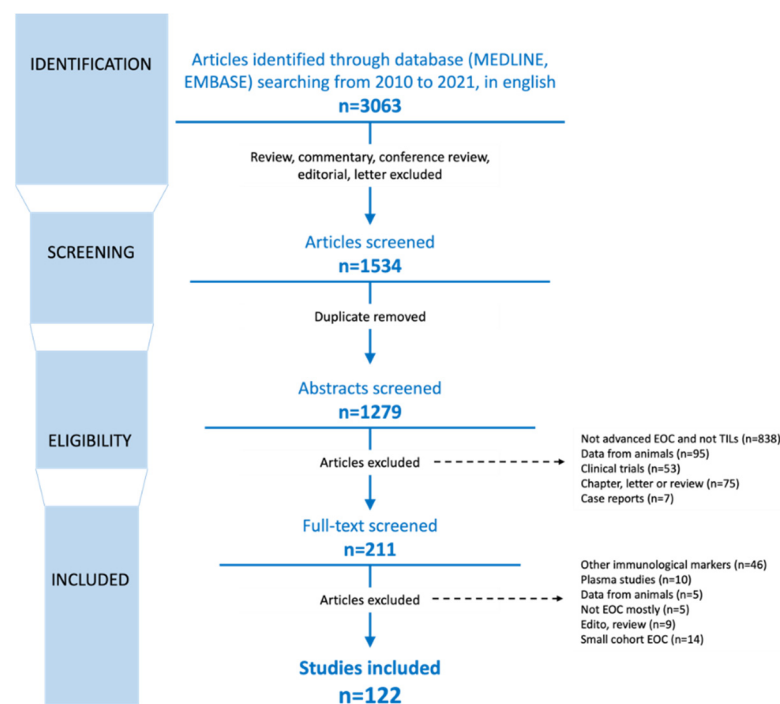 IDENTIFICATION
Articles identified through database (MEDLINE,
EMBASE) searching from 2010 to 2021, in english
n=3063
Review, commentary, conference review,
editorial, letter excluded
SCREENING
Articles screened
n=1534
Duplicate removed
ELIGIBILITY
Abstracts screened
n=1279
Articles excluded
Not advanced EOC and not TILs (n=838)
Data from animals (n=95)
Clinical trials (n=53)
Chapter, letter or review (n=75)
Case reports (n=7)
INCLUDED
Full-text screened
n=211
Articles excluded
Other immunological markers (n=46)
Plasma studies (n=10)
Data from animals (n=5)
Not EOC mostly (n=5)
Edito, review (n=9)
Small cohort EOC (n=14)
Studies included
n=122